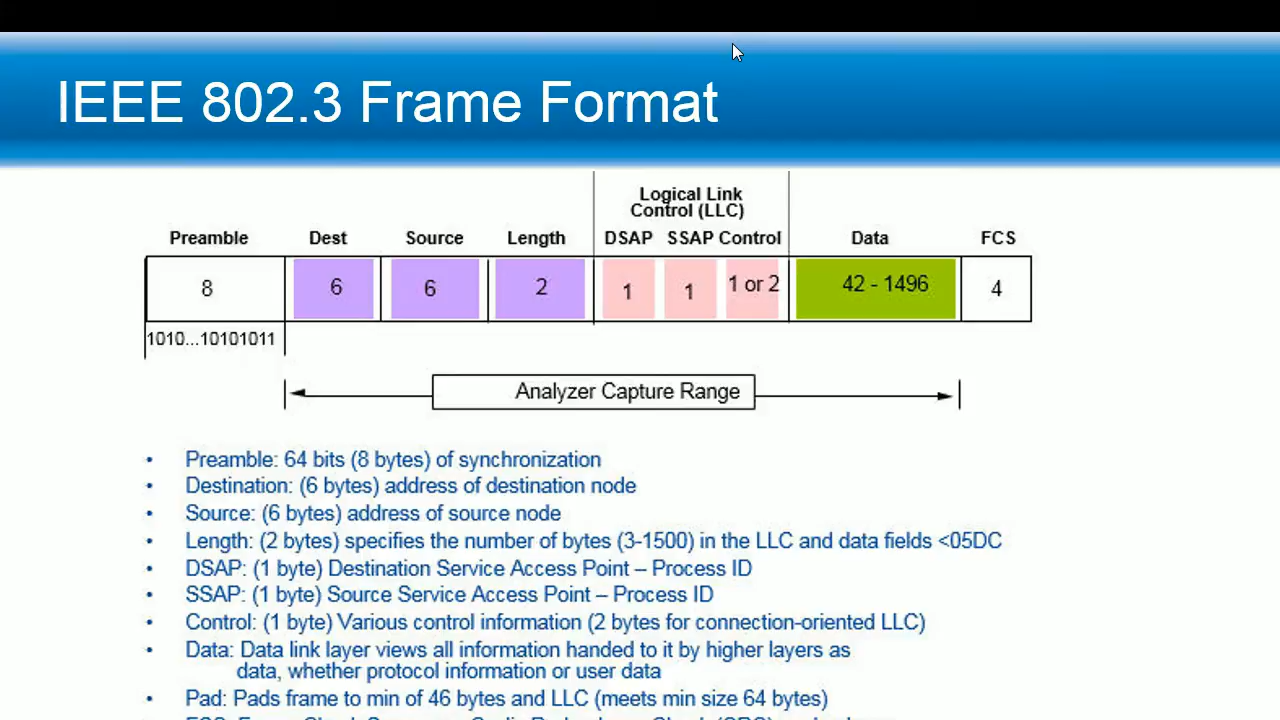 IEEE 802.3 Frame Format
Logical Link
Control (LLC)
Preamble Dest Source Length DSAP SSAP Control Data FCS
8 6 6 2 1 1 1 or 2 42 - 1496 4
1010...10101011
Analyzer Capture Range
• Preamble: 64 bits (8 bytes) of synchronization
• Destination: (6 bytes) address of destination node
• Source: (6 bytes) address of source node
• Length: (2 bytes) specifies the number of bytes (3-1500) in the LLC and data fields <05DC
• DSAP: (1 byte) Destination Service Access Point – Process ID
• SSAP: (1 byte) Source Service Access Point – Process ID
• Control: (1 byte) Various control information (2 bytes for connection-oriented LLC)
• Data: Data link layer views all information handed to it by higher layers as
data, whether protocol information or user data
• Pad: Pads frame to min of 46 bytes and LLC (meets min size 64 bytes)